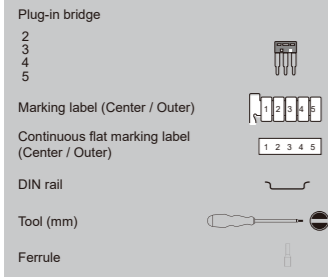 Plug-in bridge
2
3
4
5
Marking label (Center / Outer)
1 2 3 4 5
Continuous flat marking label
(Center / Outer)
1 2 3 4 5
DIN rail
Tool (mm)
Ferrule